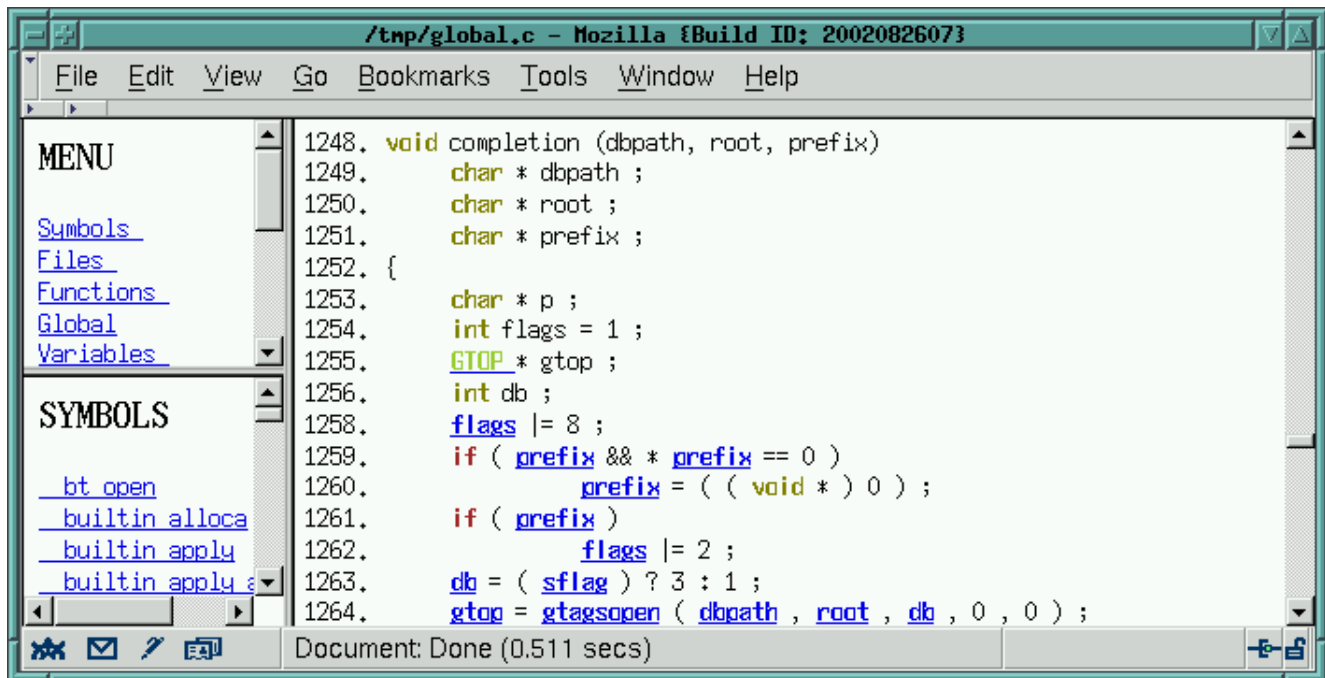 /tmp/global.c - Mozilla {Build ID: 2002082607}
File Edit View Go Bookmarks Tools Window Help
MENU
Symbols
Files
Functions
Global
Variables
SYMBOLS
bt open
builtin alloca
builtin apply
builtin apply a
1248. void completion (dbpath, root, prefix)
1249. char * dbpath ;
1250. char * root ;
1251. char * prefix ;
1252. {
1253. char * p ;
1254. int flags = 1 ;
1255. GTOP * gtop ;
1256. int db ;
1258. flags |= 8 ;
1259. if ( prefix && * prefix == 0 )
1260. prefix = ( ( void * ) 0 ) ;
1261. if ( prefix )
1262. flags |= 2 ;
1263. db = ( sflag ) ? 3 : 1 ;
1264. gtop = gtagsopen ( dbpath , root , db , 0 , 0 ) ;
Document: Done (0.511 secs)